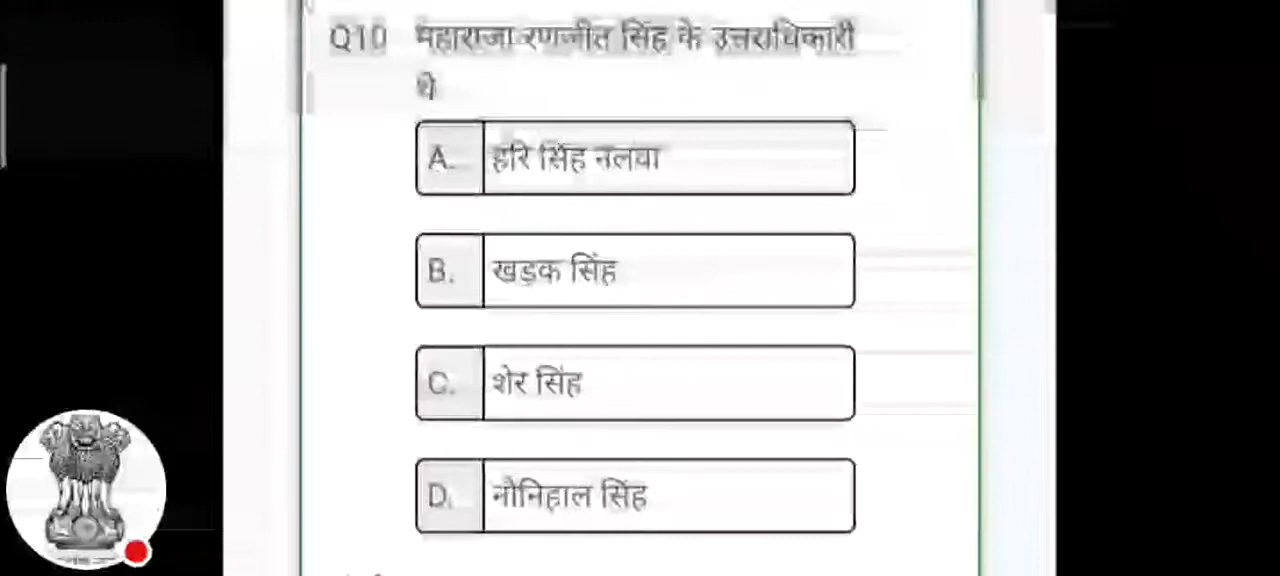 Q10 महाराजा रणजीत सिंह के उत्तराधिकारी
थे
A. हरि सिंह नलवा
B. खड़क सिंह
C. शेर सिंह
D. नौनिहाल सिंह